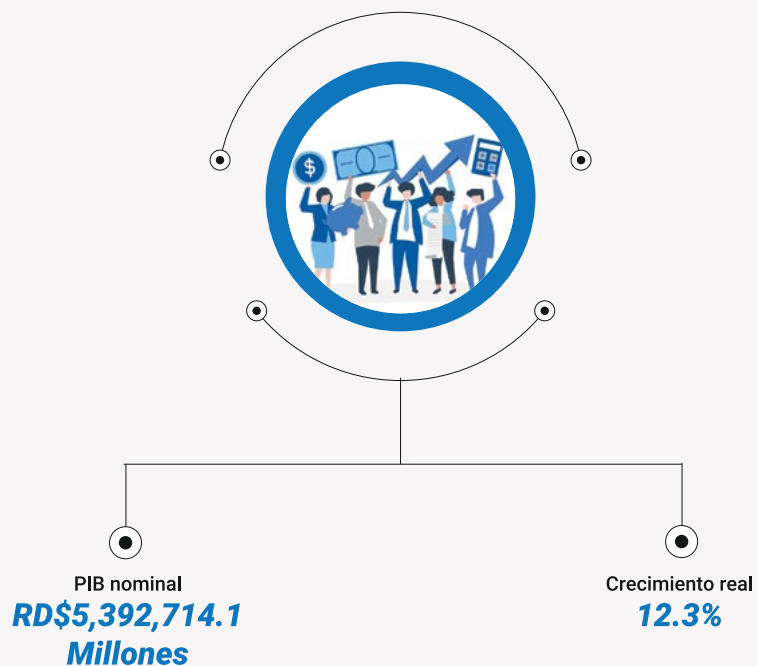 $
PIB nominal
RD$5,392,714.1
Millones
Crecimiento real
12.3%